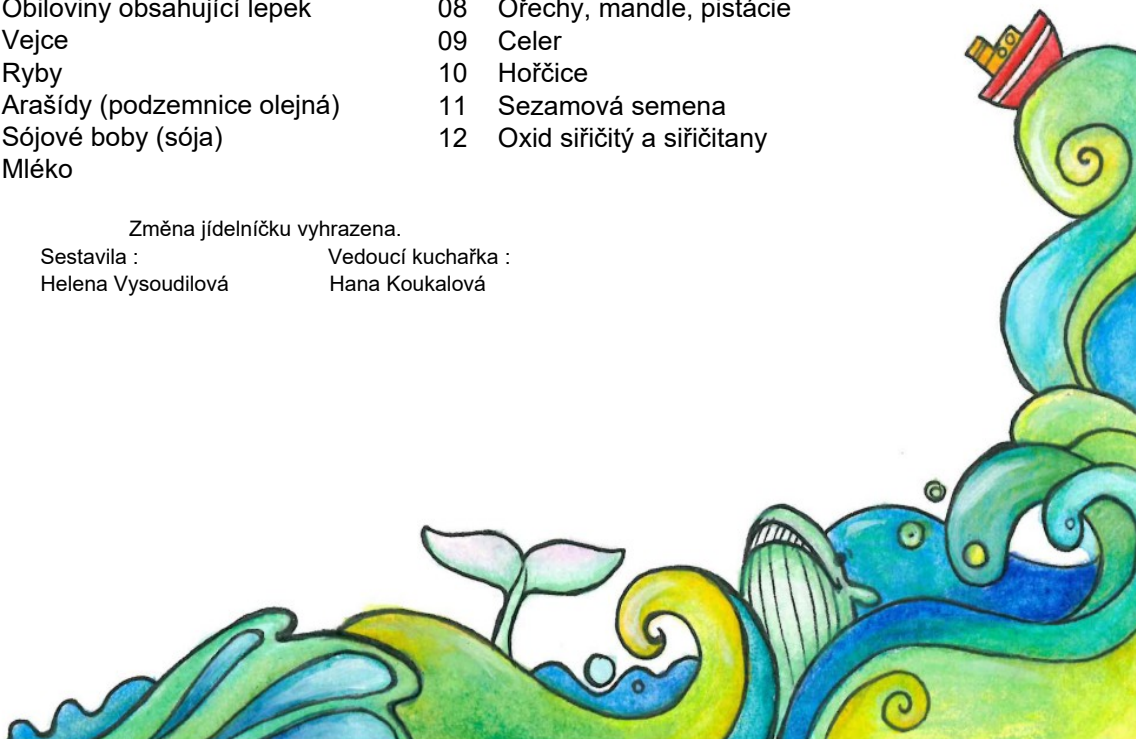 Obiloviny obsahující lepek 08 Ořechy, mandle, pistácie
Vejce 09 Celer
Ryby 10 Hořčice
Arašídy (podzemnice olejná) 11 Sezamová semena
Sójové boby (sója) 12 Oxid siřičitý a siřičitany
Mléko
Změna jídelníčku vyhrazena.
Sestavila : Vedoucí kuchařka :
Helena Vysoudilová Hana Koukalová